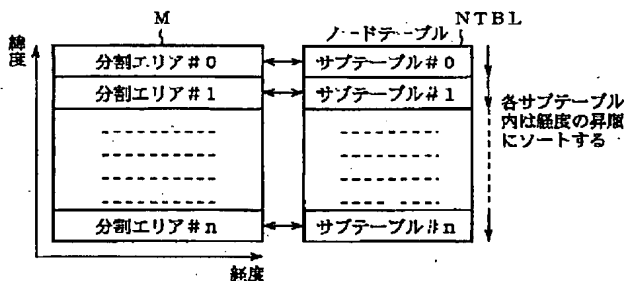 M
ノードテーブル NTBL
緯度
分割エリア#0
サブテーブル#0
分割エリア#1
サブテーブル#1
各サブテーブル
内は経度の昇順
にソートする
分割エリア#n
サブテーブル#n
経度